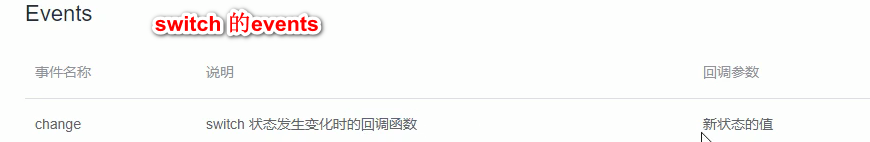 Events
switch 的events
事件名称 说明 回调参数
change switch 状态发生变化时的回调函数 新状态的值